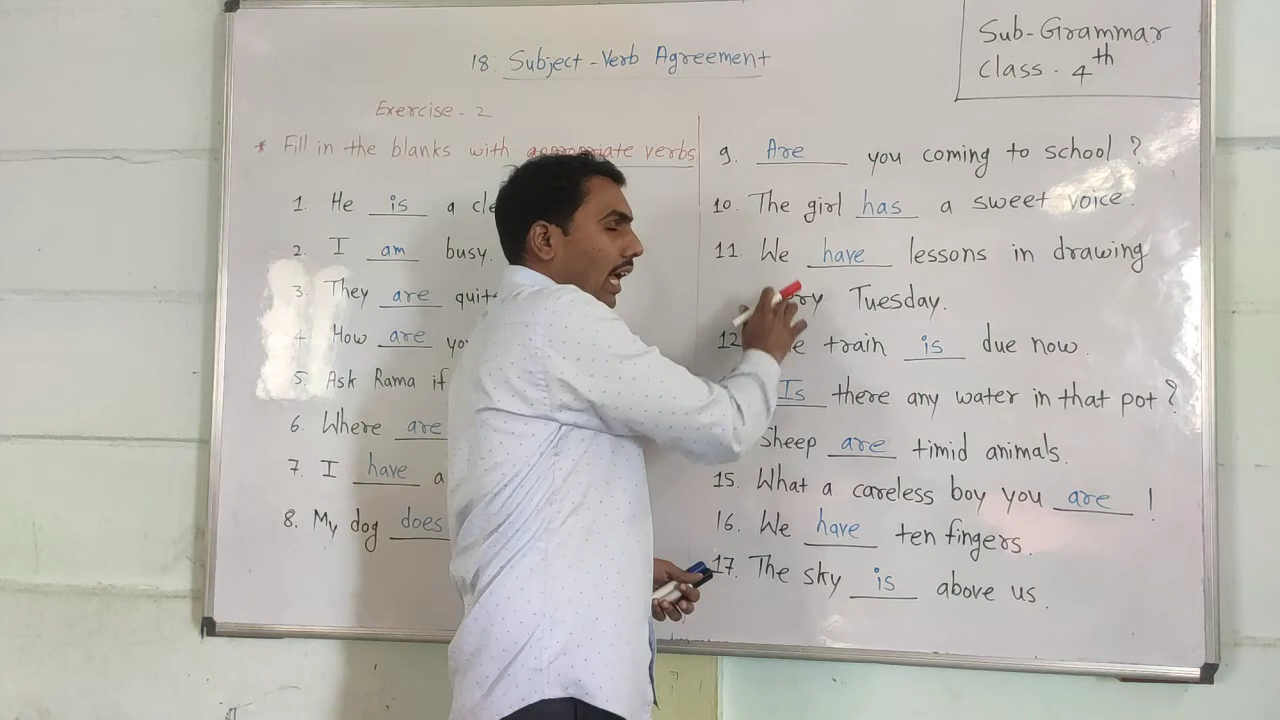 Sub-Grammar
Class. 4th
18. Subject-Verb Agreement
Exercise-2
* Fill in the blanks with appropriate verbs
1. He is a
2. I am busy.
3. They are
4. How are
5. Ask Rama if
6. Where are
7. I have a
8. My dog does
9. Are you coming to school?
10. The girl has a sweet voice.
11. We have lessons in drawing
Tuesday.
12 train is due now.
Is there any water in that pot?
Sheep are timid animals.
15. What a careless boy you are!
16. We have ten fingers.
17. The sky is above us.